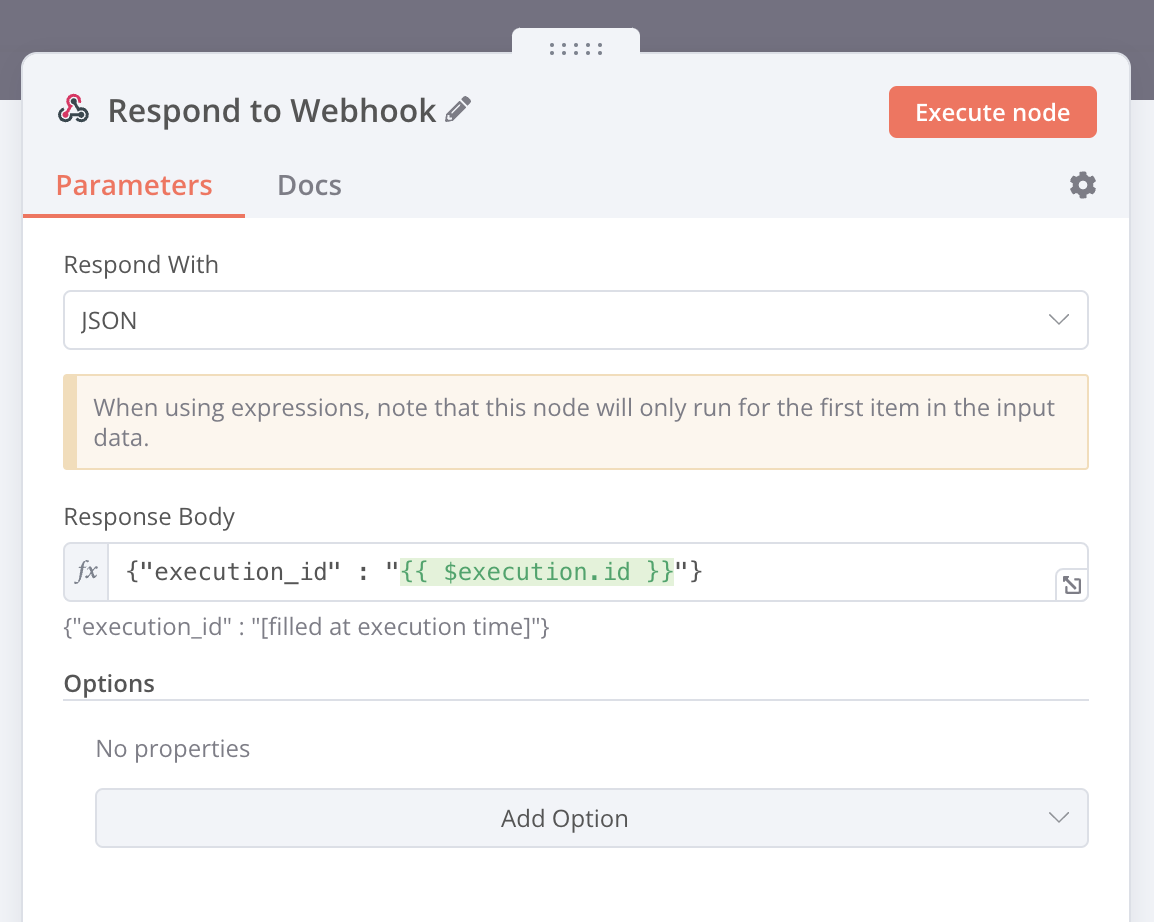 Respond to Webhook
Execute node
Parameters
Docs
Respond With
JSON
When using expressions, note that this node will only run for the first item in the input
data.
Response Body
fx
{"execution_id" : "{{ $execution.id }}"}
{"execution_id" : "[filled at execution time]"}
Options
No properties
Add Option